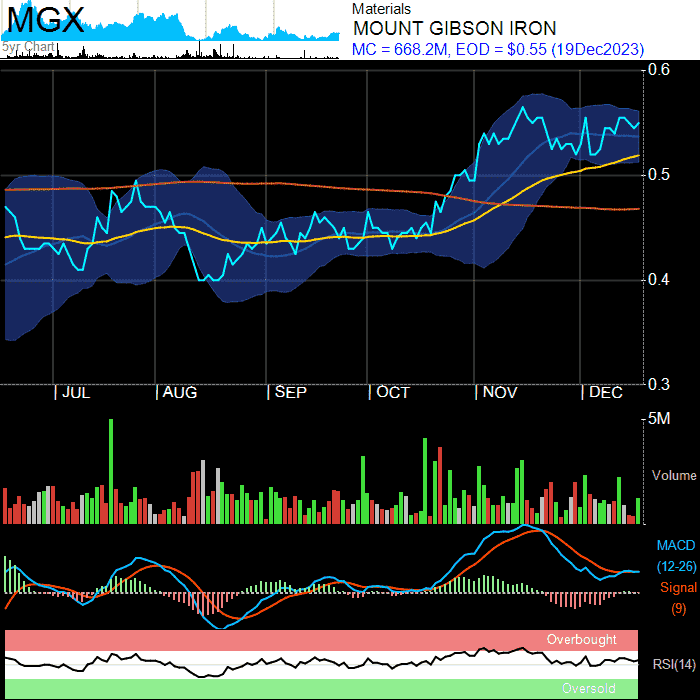 MGX
5yr Chart
Materials
MOUNT GIBSON IRON
MC = 668.2M, EOD = $0.55 (19Dec2023)
0.6
0.5
0.4
0.3
JUL AUG SEP OCT NOV DEC
5M
Volume
MACD
(12-26)
Signal
(9)
Overbought
RSI(14)
Oversold